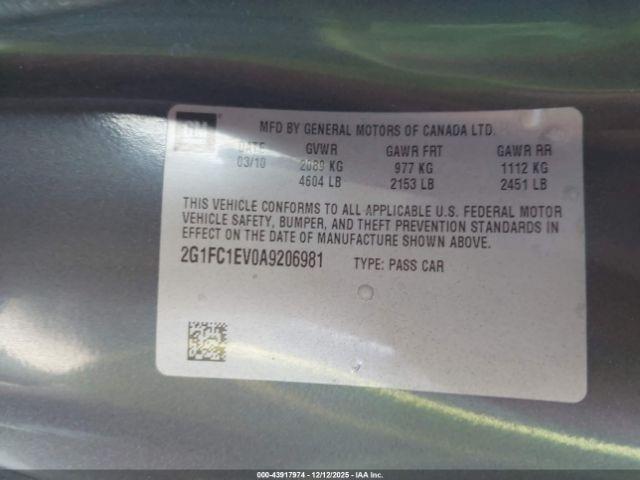 GM
MFD BY GENERAL MOTORS OF CANADA LTD.
DATE GVWR GAWR FRT GAWR RR
03/10 2089 KG 977 KG 1112 KG
4604 LB 2153 LB 2451 LB
THIS VEHICLE CONFORMS TO ALL APPLICABLE U.S. FEDERAL MOTOR
VEHICLE SAFETY, BUMPER, AND THEFT PREVENTION STANDARDS IN
EFFECT ON THE DATE OF MANUFACTURE SHOWN ABOVE.
2G1FC1EV0A9206981 TYPE: PASS CAR
000-43917974 - 12/12/2025 - IAA Inc.